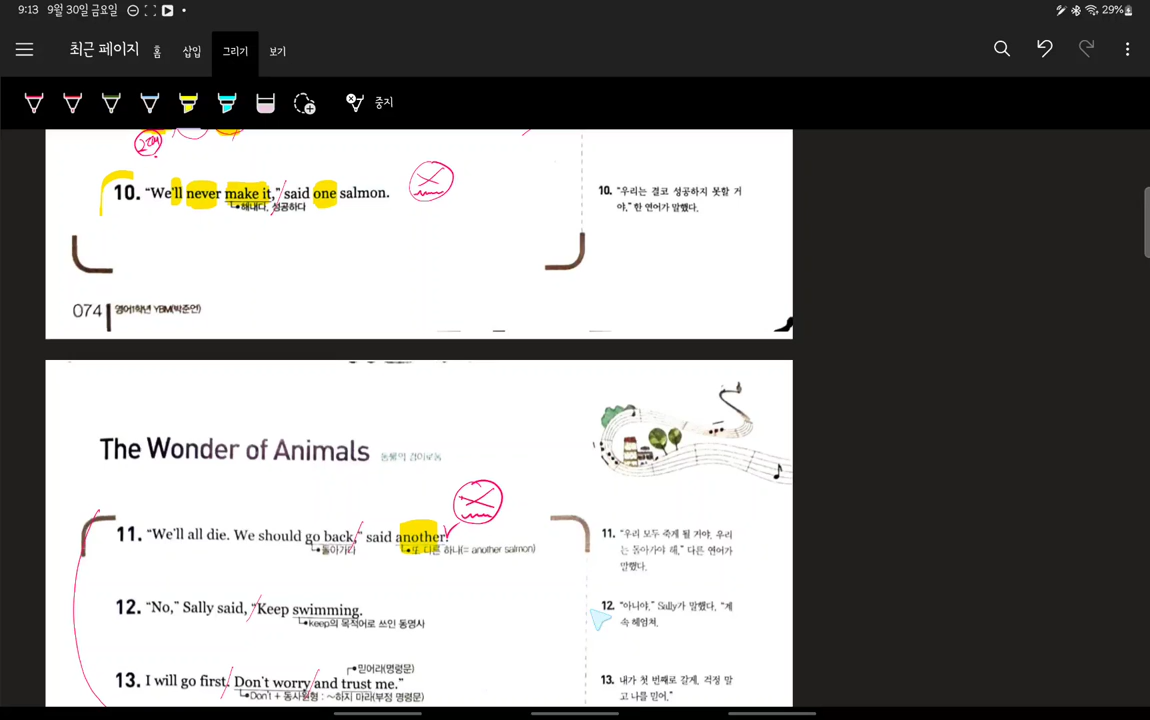 9:13 9월 30일 금요일
29%
최근 페이지 홈 삽입 그리기 보기
중지
10. “We'll never make it,” said one salmon.
해내다, 성공하다
10. “우리는 결코 성공하지 못할 거
야,” 한 연어가 말했다.
074 영어1학년 YBM(박준언)
The Wonder of Animals 동물의 경이로움
11. “We'll all die. We should go back,” said another.
돌아가다
또 다른 하나(= another salmon)
11. “우리 모두 죽게 될 거야. 우리
는 돌아가야 해,” 다른 연어가
말했다.
12. “No,” Sally said, “Keep swimming.
keep의 목적어로 쓰인 동명사
12. “아니야,” Sally가 말했다, “계
속 헤엄쳐.
믿어라(명령문)
13. I will go first. Don't worry and trust me.”
Don't + 동사원형 : ~하지 마라(부정 명령문)
13. 내가 첫 번째로 갈게. 걱정 말
고 나를 믿어.”